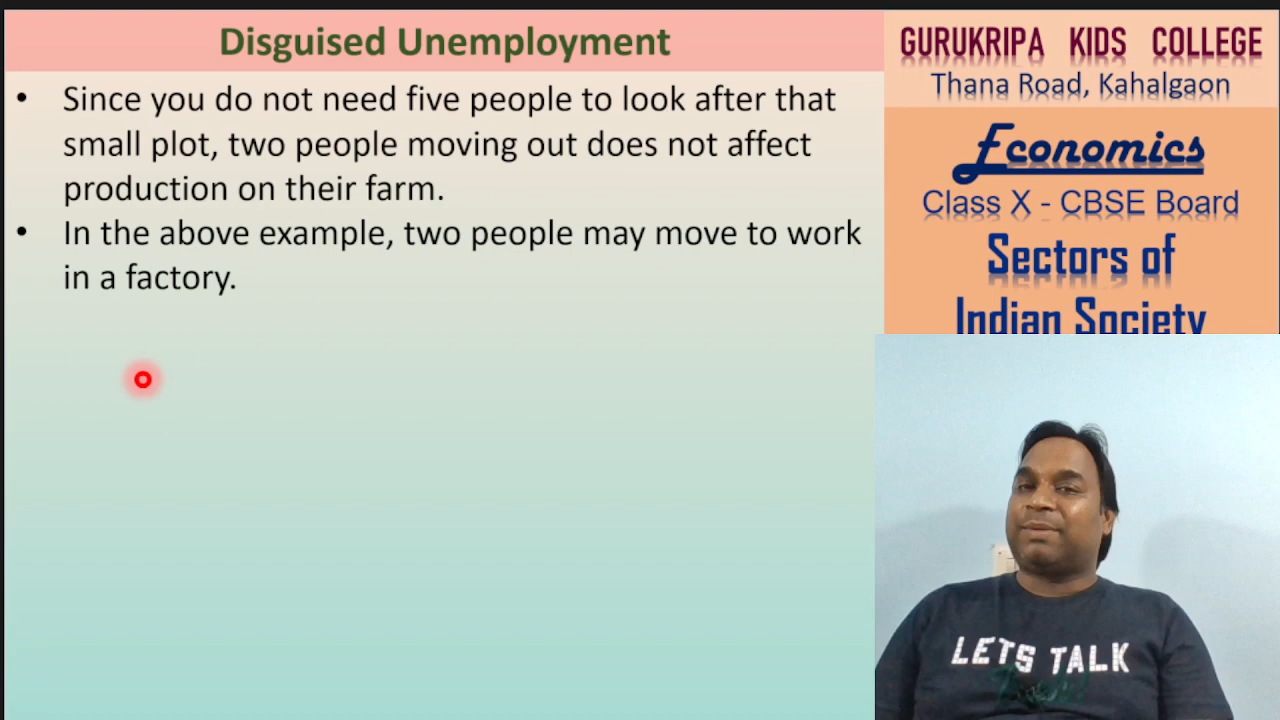 Disguised Unemployment
• Since you do not need five people to look after that
small plot, two people moving out does not affect
production on their farm.
• In the above example, two people may move to work
in a factory.
GURUKRIPA KIDS COLLEGE
Thana Road, Kahalgaon
Economics
Class X - CBSE Board
Sectors of
Indian Society
LETS TALK